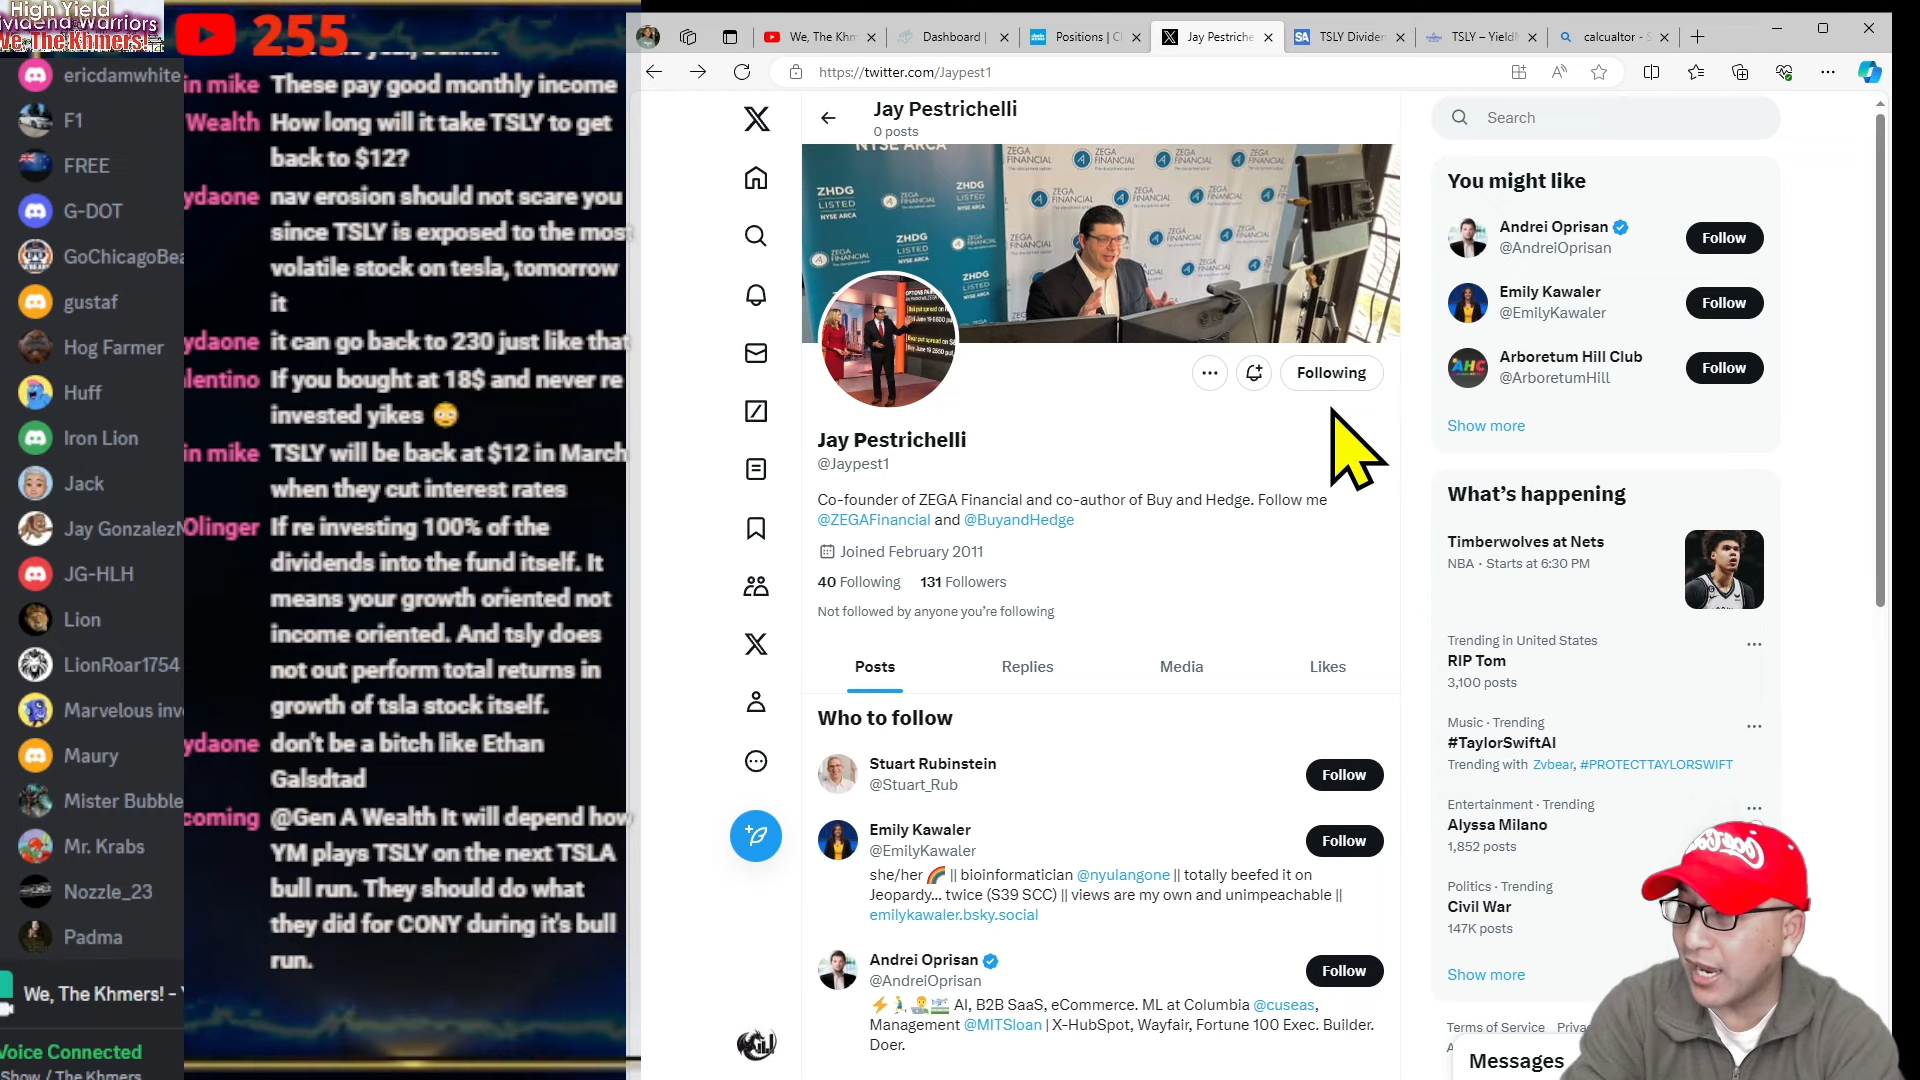 High Yield
Dividend Warriors
We, The Khmers!
255
ericdamwhite
F1
FREE
G-DOT
GoChicagoBea
gustaf
Hog Farmer
Huff
Iron Lion
Jack
Jay GonzalezN
JG-HLH
Lion
LionRoar1754
Marvelous inv
Maury
Mister Bubble
Mr. Krabs
Nozzle_23
Padma
We, The Khmers! -
Voice Connected
Show / The Khmers
in mike These pay good monthly income
Wealth How long will it take TSLY to get
back to $12?
ydaone nav erosion should not scare you
since TSLY is exposed to the most
volatile stock on tesla, tomorrow
it
ydaone it can go back to 230 just like that
lentino If you bought at 18$ and never re
invested yikes 😳
in mike TSLY will be back at $12 in March
when they cut interest rates
Olinger If re investing 100% of the
dividends into the fund itself. It
means your growth oriented not
income oriented. And tsly does
not out perform total returns in
growth of tsla stock itself.
ydaone don't be a bitch like Ethan
Galsdtad
coming @Gen A Wealth It will depend how
YM plays TSLY on the next TSLA
bull run. They should do what
they did for CONY during it's bull
run.
We, The Khm
Dashboard |
Positions | C
Jay Pestriche
TSLY Divider
TSLY – Yield
calcualtor - S
https://twitter.com/Jaypest1
Jay Pestrichelli
0 posts
NYSE ARCA
ZHDG
LISTED
NYSE ARCA
ZEGA
FINANCIAL
ZHDG
LISTED
NYSE ARCA
Following
Jay Pestrichelli
@Jaypest1
Co-founder of ZEGA Financial and co-author of Buy and Hedge. Follow me
@ZEGAFinancial and @BuyandHedge
Joined February 2011
40 Following 131 Followers
Not followed by anyone you're following
Posts Replies Media Likes
Who to follow
Stuart Rubinstein
@Stuart_Rub
Follow
Emily Kawaler
@EmilyKawaler
Follow
she/her 🌈 || bioinformatician @nyulangone || totally beefed it on
Jeopardy... twice (S39 SCC) || views are my own and unimpeachable ||
emilykawaler.bsky.social
Andrei Oprisan
@AndreiOprisan
Follow
AI, B2B SaaS, eCommerce. ML at Columbia @cuseas,
Management @MITSloan | X-HubSpot, Wayfair, Fortune 100 Exec. Builder.
Doer.
Search
You might like
Andrei Oprisan
@AndreiOprisan
Follow
Emily Kawaler
@EmilyKawaler
Follow
AHC
Arboretum Hill Club
@ArboretumHill
Follow
Show more
What's happening
Timberwolves at Nets
NBA · Starts at 6:30 PM
Trending in United States
RIP Tom
3,100 posts
Music · Trending
#TaylorSwiftAI
Trending with Zvbear, #PROTECTTAYLORSWIFT
Entertainment · Trending
Alyssa Milano
1,852 posts
Politics · Trending
Civil War
147K posts
Show more
Terms of Service Priva
Messages
Coca-Cola